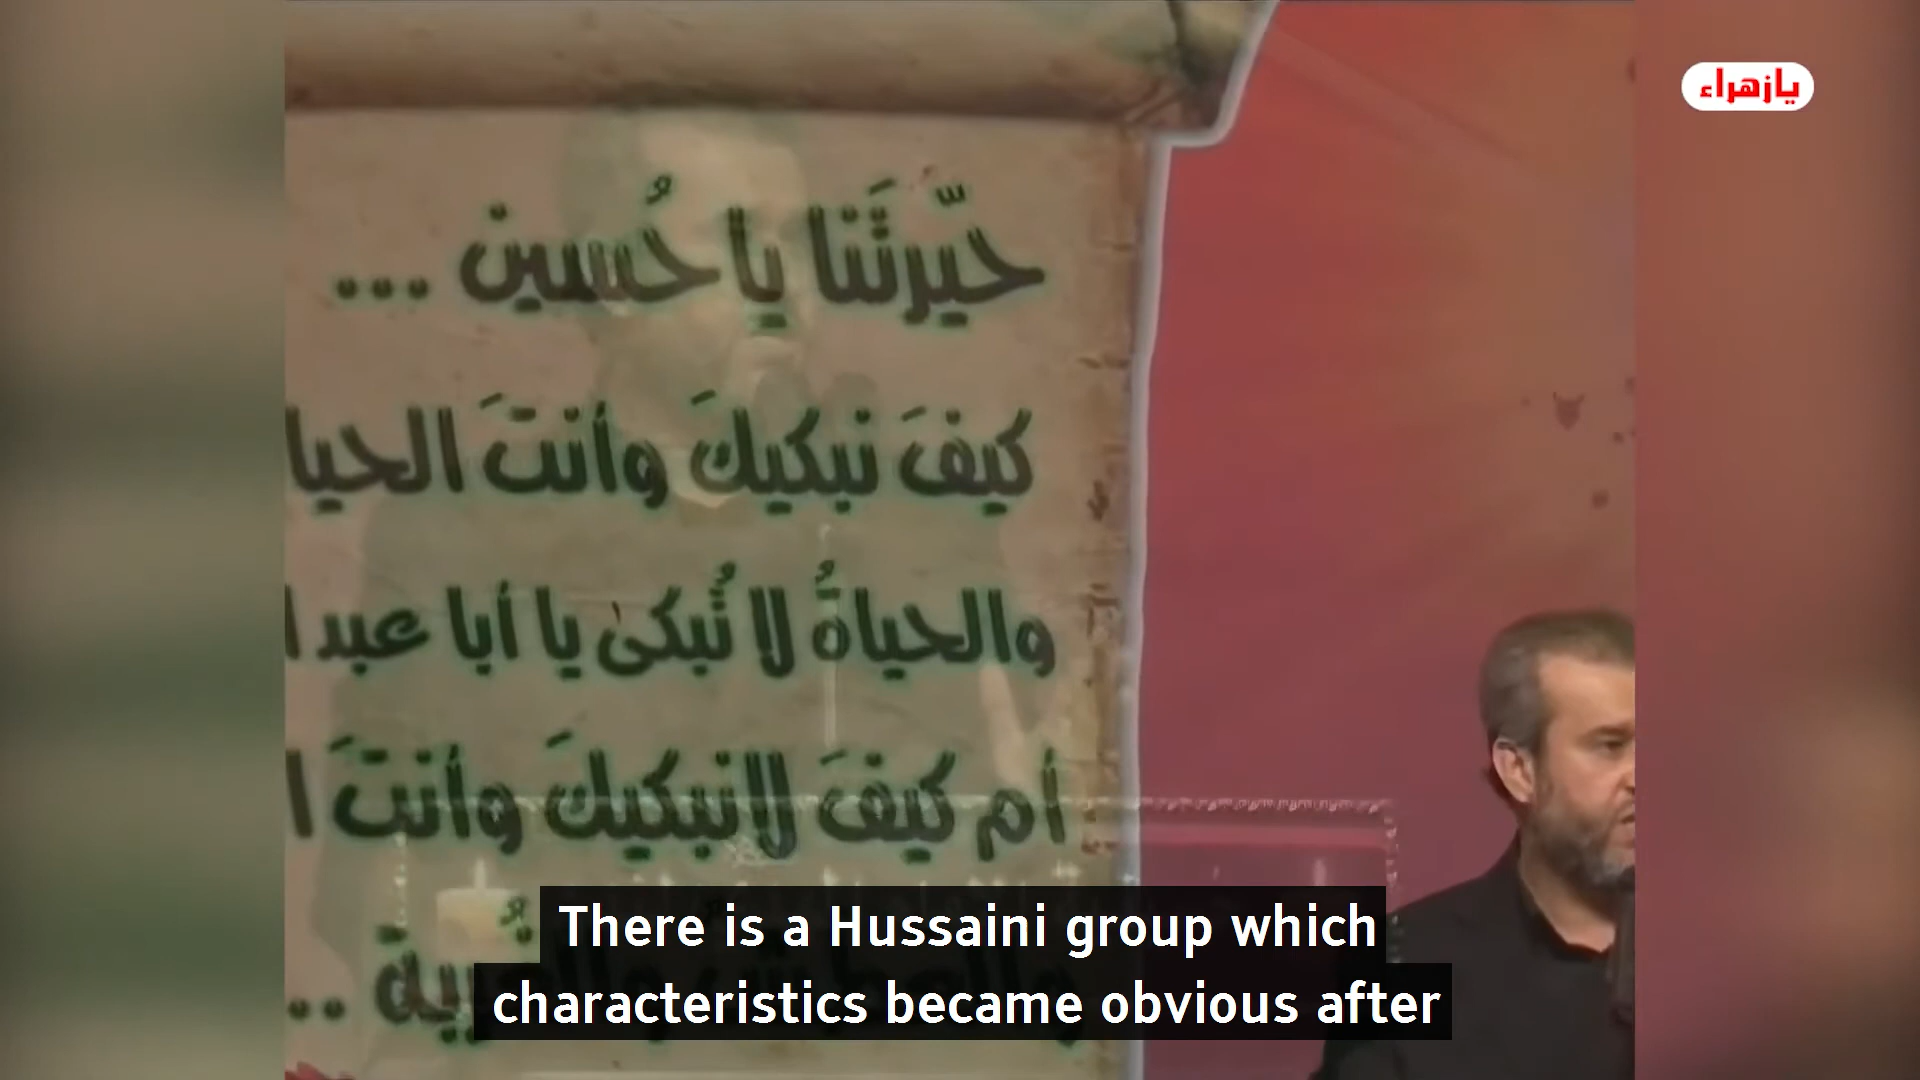 يازهراء
حيّرتَنا يا حُسين ...
كيفَ نبكيكَ وأنتَ الحيا
والحياةُ لا تُبكى يا أبا عبد ا
أم كيفَ لانبكيكَ وأنتَ ا
There is a Hussaini group which
characteristics became obvious after